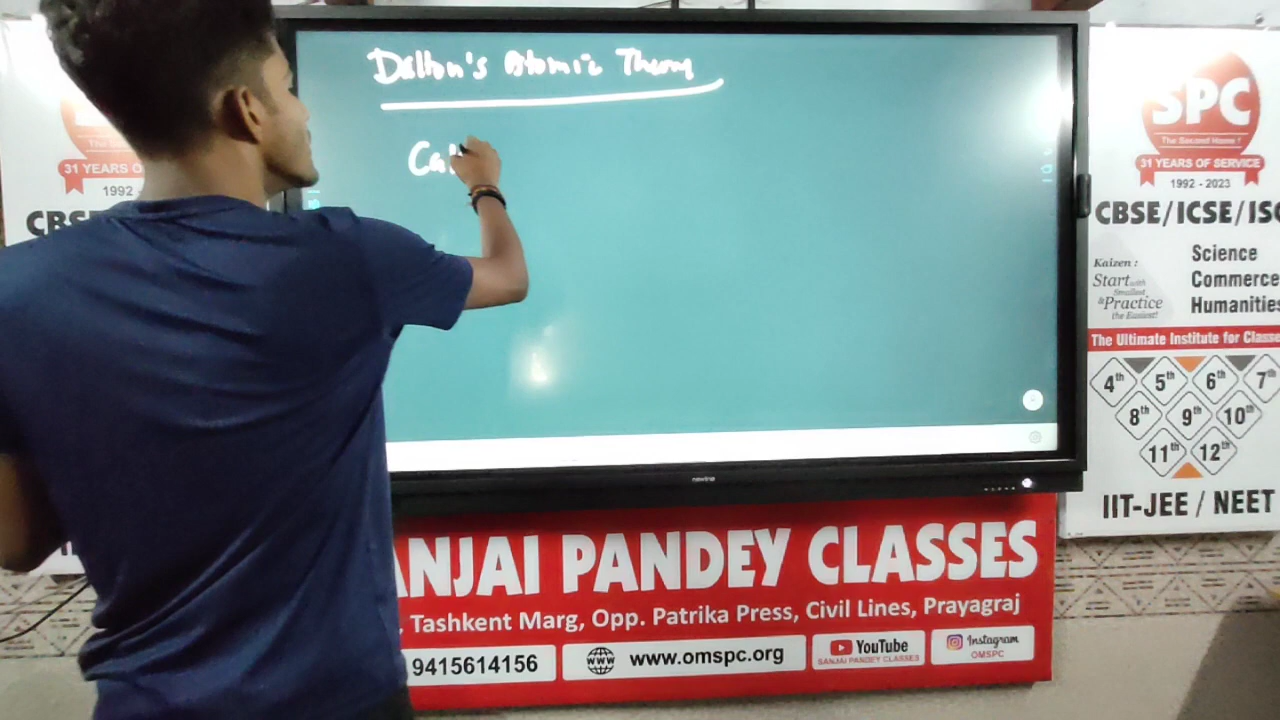 Dalton's Atomic Theory
SPC
The Second Home !
31 YEARS OF SERVICE
1992 - 2023
CBSE/ICSE/ISC
Kaizen :
Start with
Smallest
& Practice
the Easiest!
Science
Commerce
Humanities
The Ultimate Institute for Classe
4th 5th 6th 7th
8th 9th 10th
11th 12th
IIT-JEE / NEET
31 YEARS O
1992 -
CBS
newline
ANJAI PANDEY CLASSES
, Tashkent Marg, Opp. Patrika Press, Civil Lines, Prayagraj
9415614156
www.omspc.org
YouTube
SANJAI PANDEY CLASSES
Instagram
OMSPC